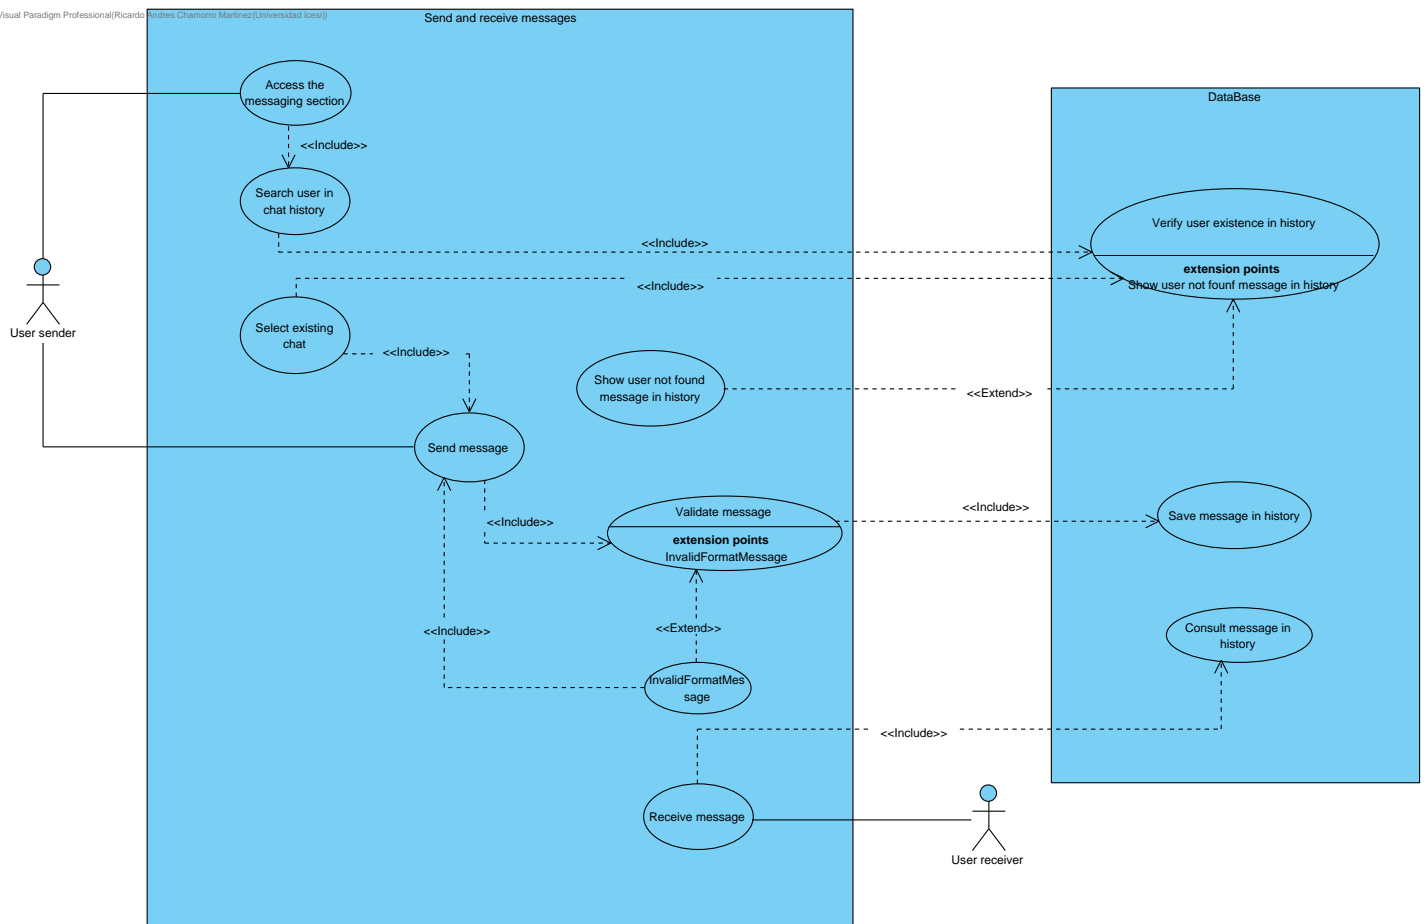 Visual Paradigm Professional(Ricardo Andres Chamorro Martinez(Universidad Icesi))
Send and receive messages
Access the
messaging section
<<Include>>
Search user in
chat history
<<Include>>
<<Include>>
Select existing
chat
<<Include>>
User sender
Show user not found
message in history
<<Extend>>
Send message
<<Include>>
Validate message
extension points
InvalidFormatMessage
<<Include>>
<<Include>>
<<Extend>>
InvalidFormatMes
sage
<<Include>>
Receive message
User receiver
DataBase
Verify user existence in history
extension points
Show user not founf message in history
Save message in history
Consult message in
history